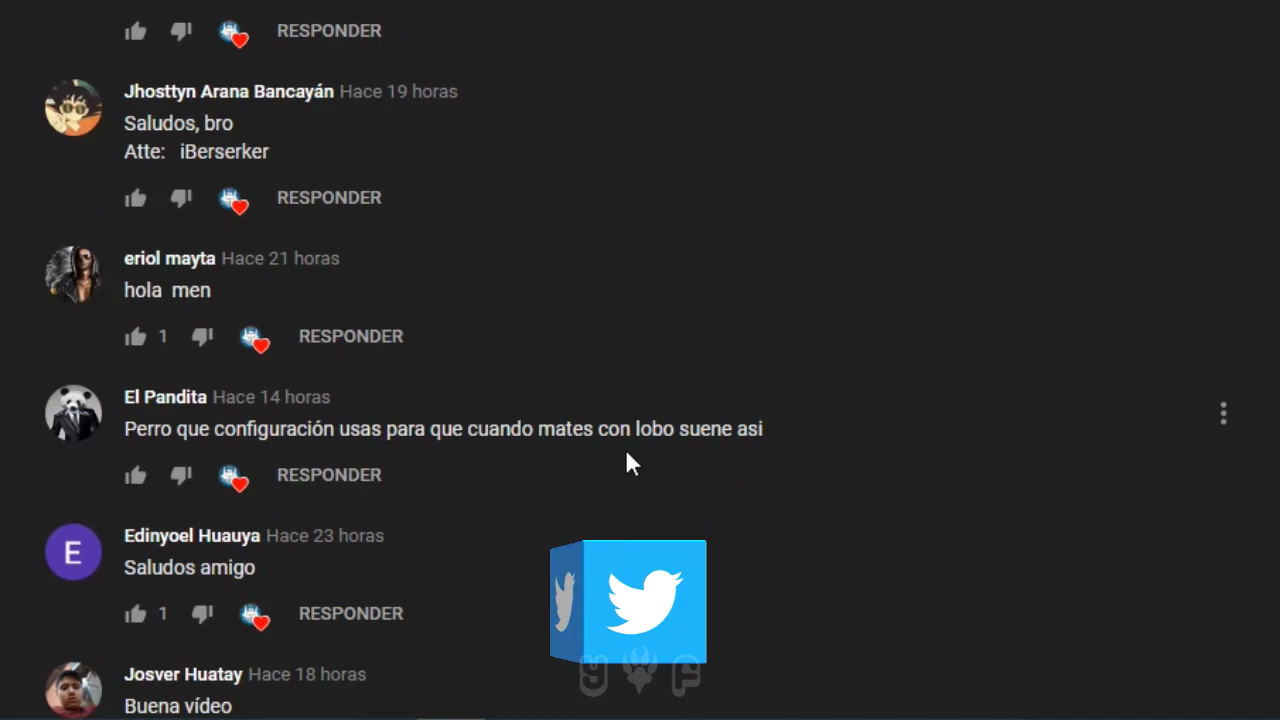 RESPONDER
Jhosttyn Arana Bancayán Hace 19 horas
Saludos, bro
Atte: iBerserker
RESPONDER
eriol mayta Hace 21 horas
hola men
1 RESPONDER
El Pandita Hace 14 horas
Perro que configuración usas para que cuando mates con lobo suene asi
RESPONDER
E
Edinyoel Huauya Hace 23 horas
Saludos amigo
1 RESPONDER
Y F
Josver Huatay Hace 18 horas
Buena vídeo